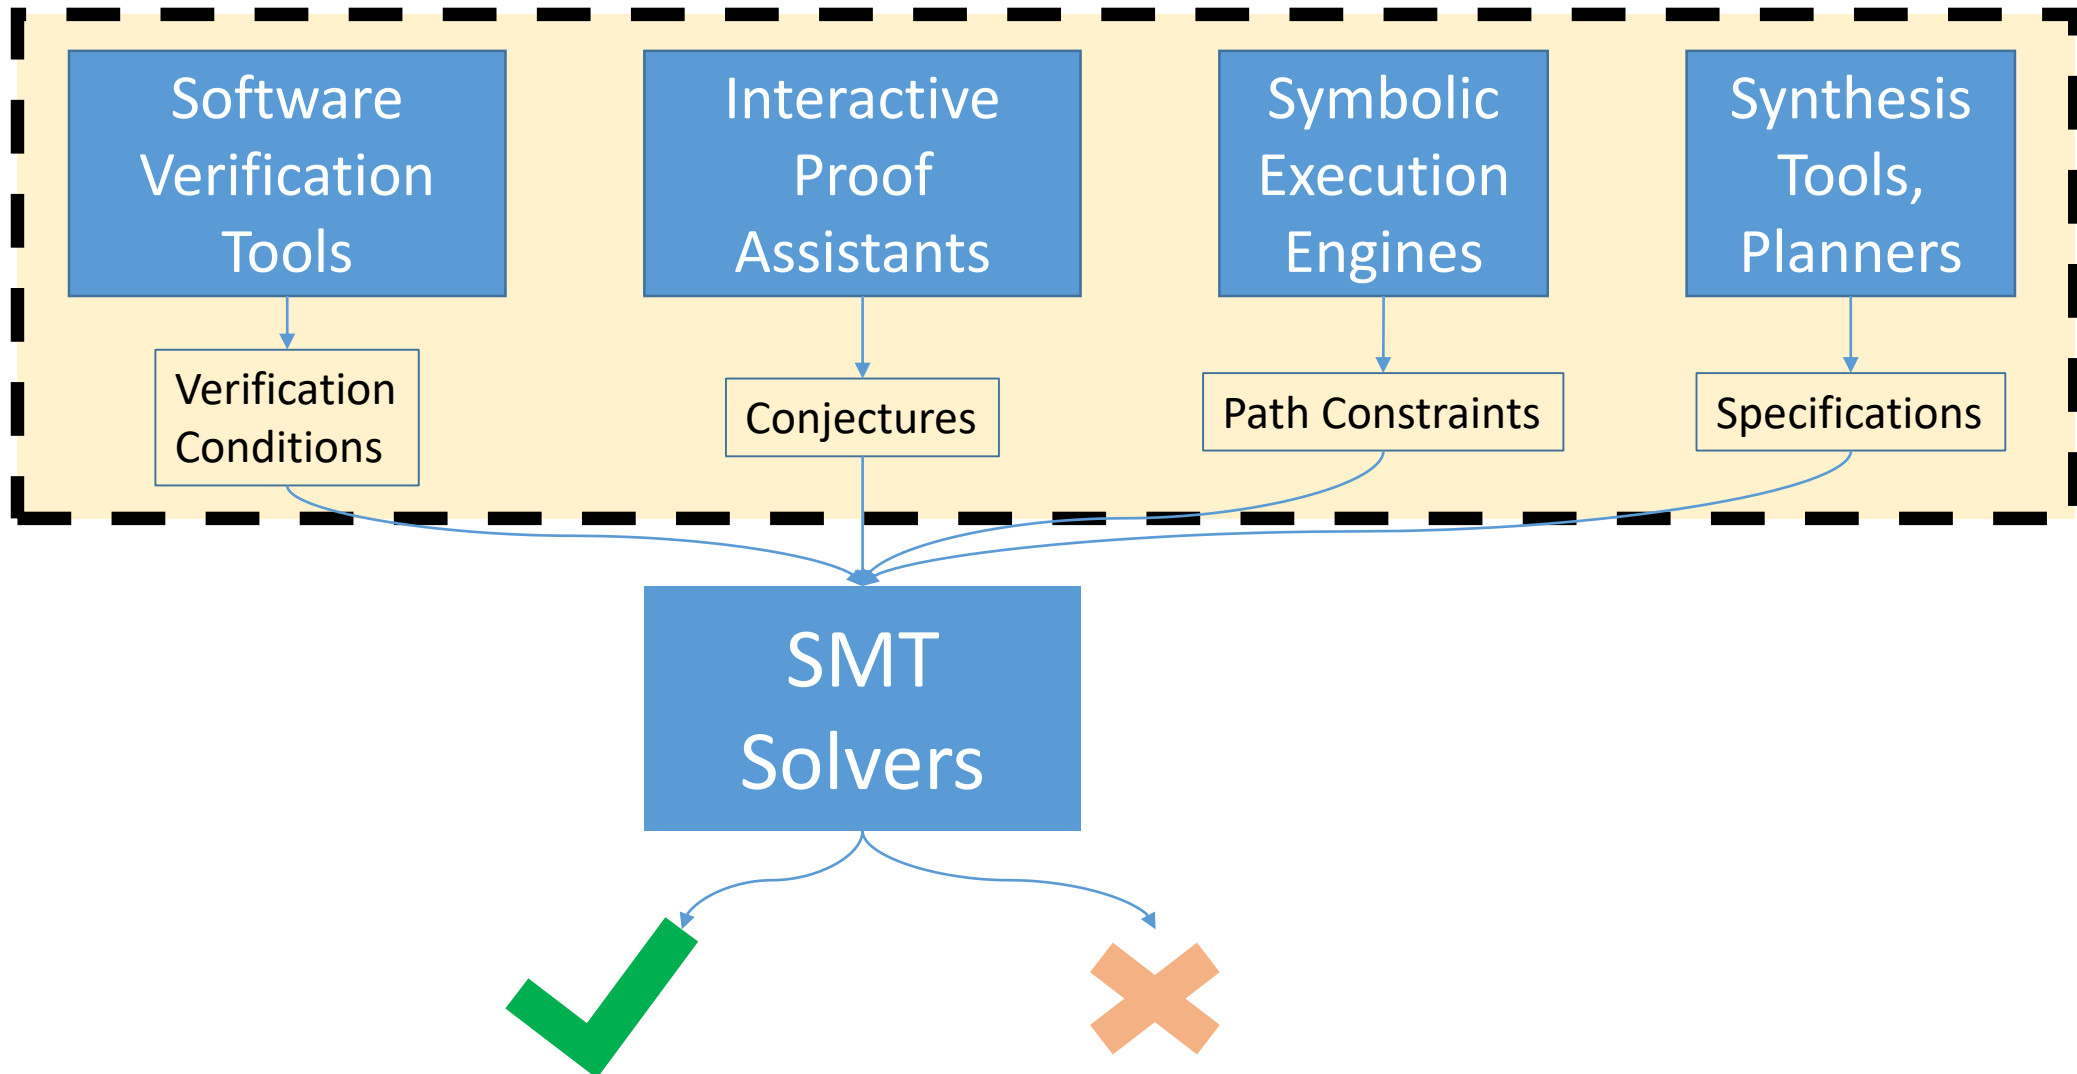 Software
Verification
Tools
Interactive
Proof
Assistants
Symbolic
Execution
Engines
Synthesis
Tools,
Planners
Verification
Conditions
Conjectures
Path Constraints
Specifications
SMT
Solvers